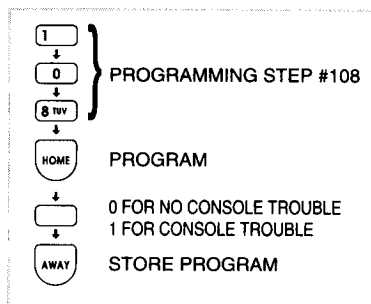 1
0 PROGRAMMING STEP #108
8 TUV
HOME PROGRAM
0 FOR NO CONSOLE TROUBLE
1 FOR CONSOLE TROUBLE
AWAY STORE PROGRAM